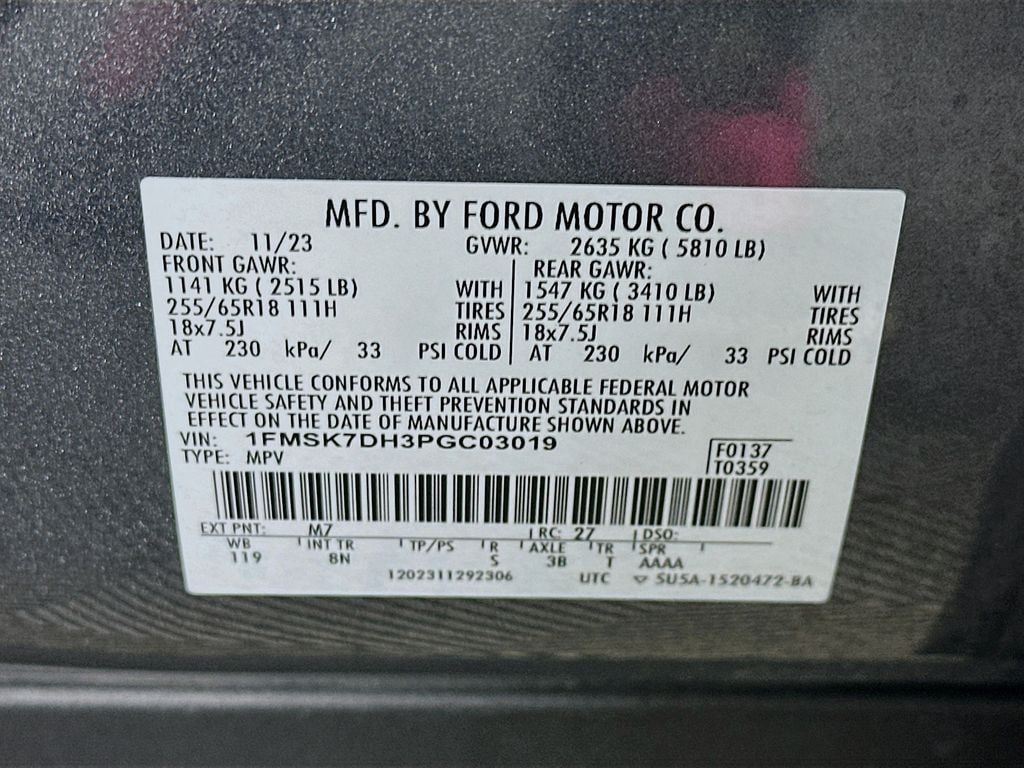 MFD. BY FORD MOTOR CO.
DATE: 11/23 GVWR: 2635 KG ( 5810 LB)
FRONT GAWR: REAR GAWR:
1141 KG ( 2515 LB) WITH 1547 KG ( 3410 LB) WITH
255/65R18 111H TIRES 255/65R18 111H TIRES
18x7.5J RIMS 18x7.5J RIMS
AT 230 kPa/ 33 PSI COLD AT 230 kPa/ 33 PSI COLD
THIS VEHICLE CONFORMS TO ALL APPLICABLE FEDERAL MOTOR
VEHICLE SAFETY AND THEFT PREVENTION STANDARDS IN
EFFECT ON THE DATE OF MANUFACTURE SHOWN ABOVE.
VIN: 1FMSK7DH3PGC03019
TYPE: MPV
F0137
T0359
EXT PNT: M7 RC: 27 DSO:
WB INT TR TP/PS R AXLE TR SPR
119 8N S 3B T AAAA
1202311292306 UTC ▽ SU5A-1520472-BA